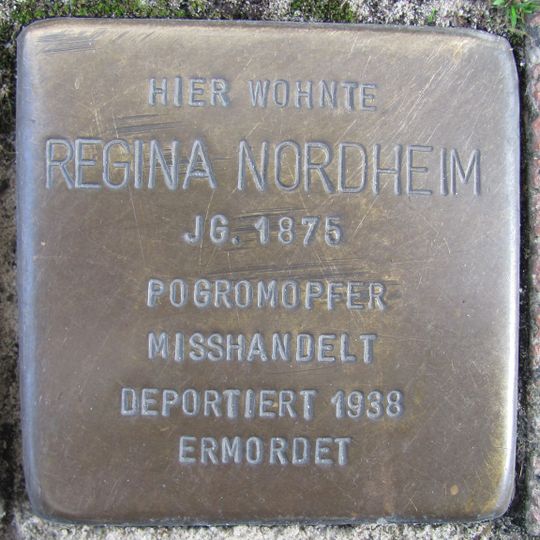 HIER WOHNTE
REGINA NORDHEIM
JG. 1875
POGROMOPFER
MISSHANDELT
DEPORTIERT 1938
ERMORDET